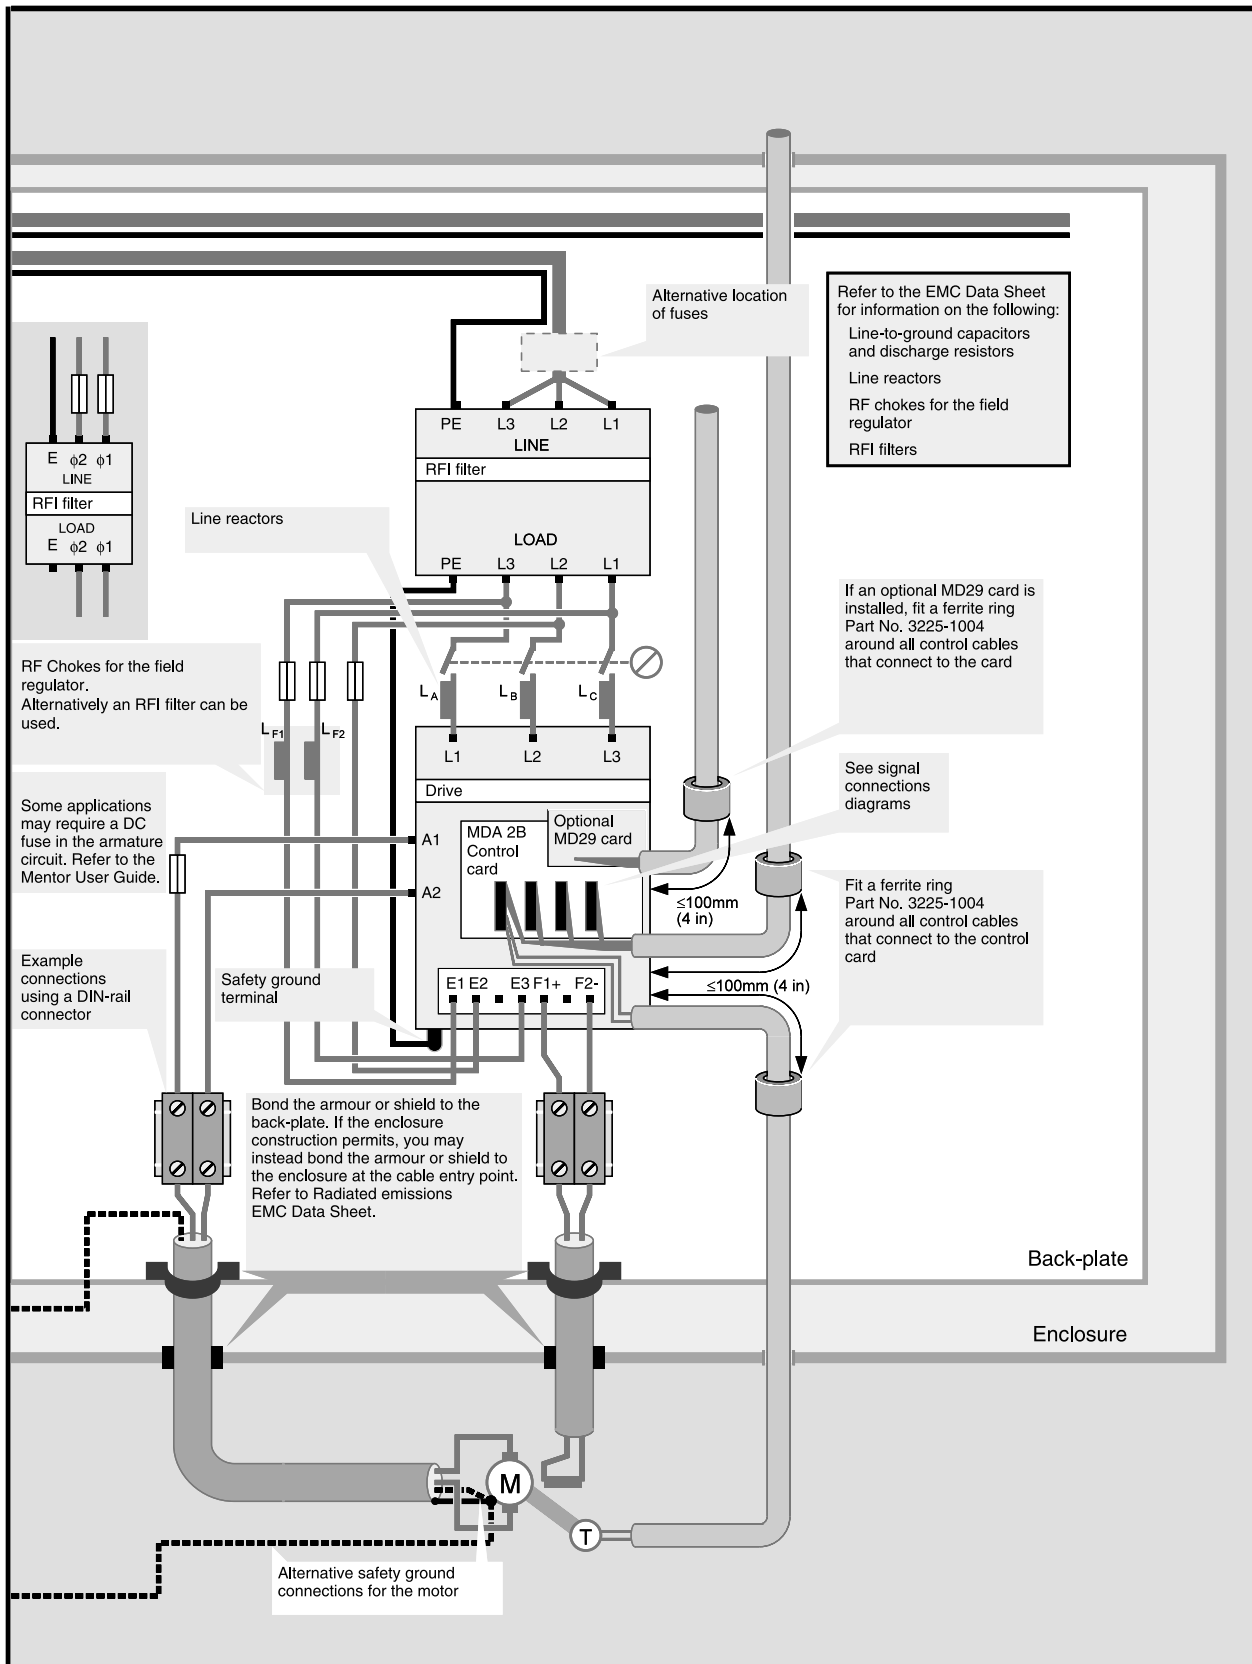 Alternative location
of fuses
Refer to the EMC Data Sheet
for information on the following:
Line-to-ground capacitors
and discharge resistors
Line reactors
RF chokes for the field
regulator
RFI filters
E ϕ2 ϕ1
LINE
RFI filter
LOAD
E ϕ2 ϕ1
PE L3 L2 L1
LINE
RFI filter
LOAD
PE L3 L2 L1
Line reactors
If an optional MD29 card is
installed, fit a ferrite ring
Part No. 3225-1004
around all control cables
that connect to the card
RF Chokes for the field
regulator.
Alternatively an RFI filter can be
used.
LF1 LF2
LA LB LC
L1 L2 L3
Drive
See signal
connections
diagrams
Some applications
may require a DC
fuse in the armature
circuit. Refer to the
Mentor User Guide.
A1
A2
MDA 2B
Control
card
Optional
MD29 card
≤100mm
(4 in)
Fit a ferrite ring
Part No. 3225-1004
around all control cables
that connect to the control
card
Example
connections
using a DIN-rail
connector
Safety ground
terminal
E1 E2 E3 F1+ F2-
≤100mm (4 in)
Bond the armour or shield to the
back-plate. If the enclosure
construction permits, you may
instead bond the armour or shield to
the enclosure at the cable entry point.
Refer to Radiated emissions
EMC Data Sheet.
Back-plate
Enclosure
M
T
Alternative safety ground
connections for the motor